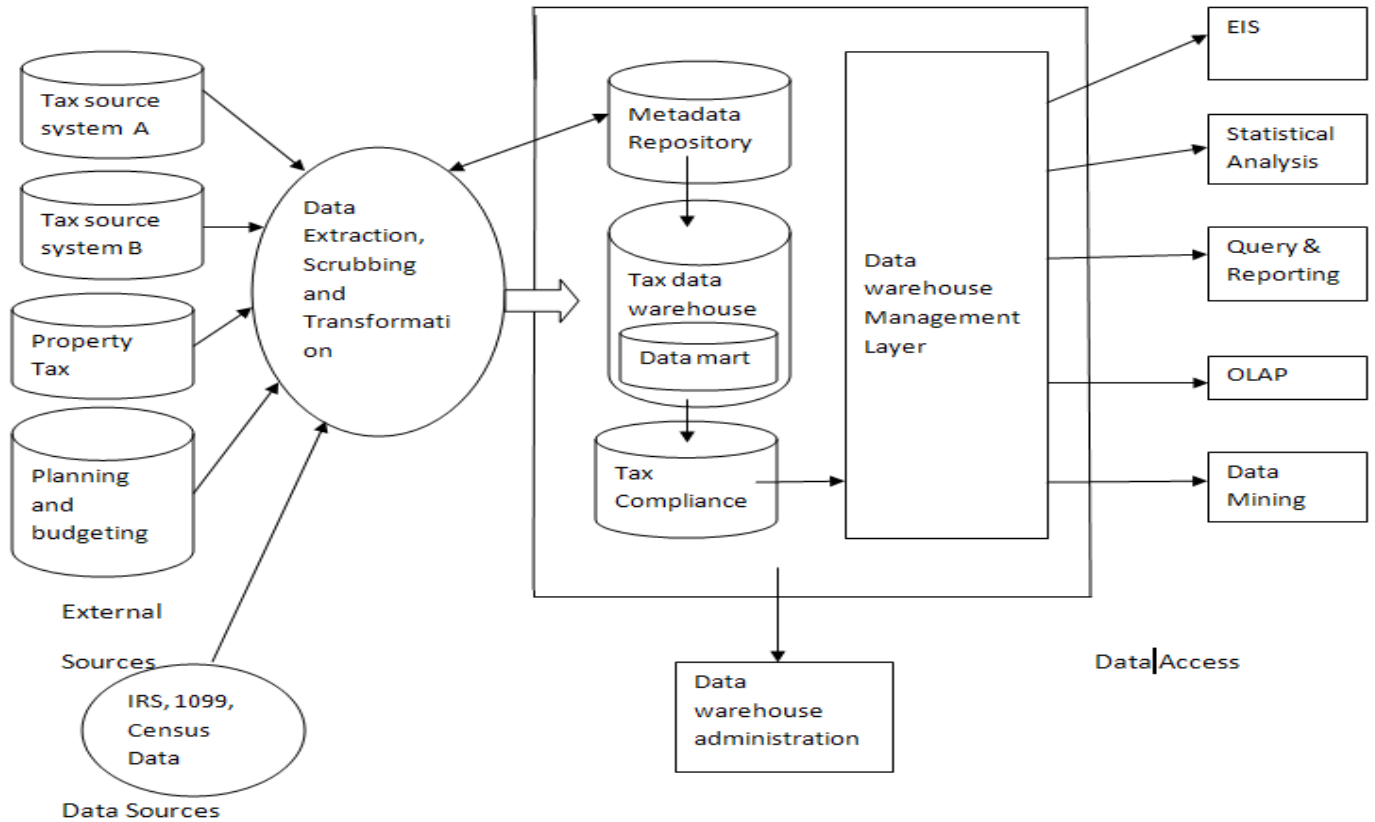 Tax source
system A
Tax source
system B
Property
Tax
Planning
and
budgeting
External
Sources
IRS, 1099,
Census
Data
Data Sources
Data
Extraction,
Scrubbing
and
Transformati
on
Metadata
Repository
Tax data
warehouse
Data mart
Tax
Compliance
Data
warehouse
Management
Layer
Data
warehouse
administration
EIS
Statistical
Analysis
Query &
Reporting
OLAP
Data
Mining
Data Access